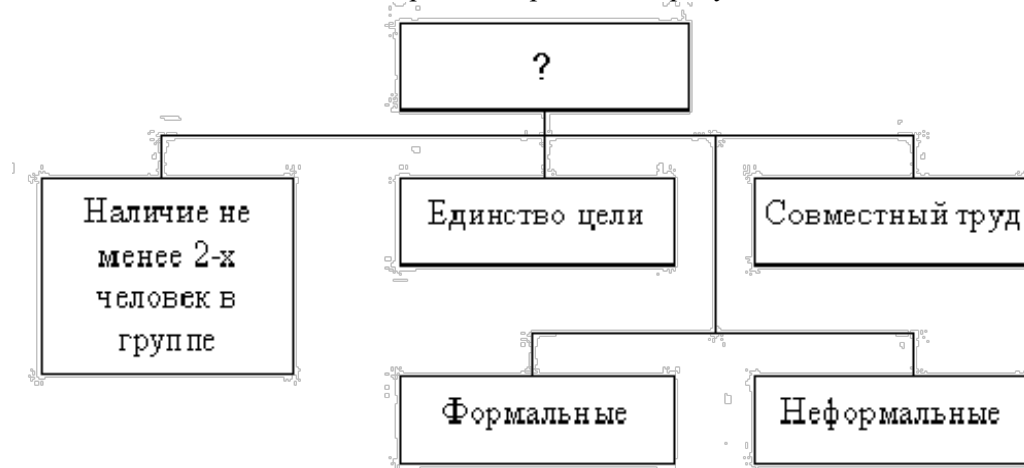 ?
Наличие не
менее 2-х
человек в
группе
Единство цели
Совместный труд
Формальные
Неформальные